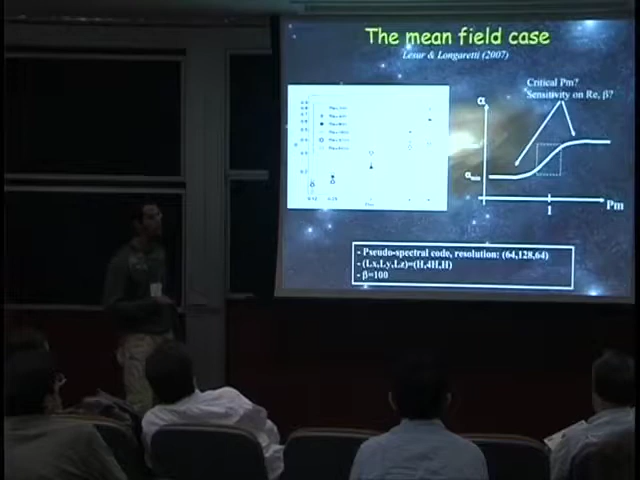 The mean field case
Lesur & Longaretti (2007)
Critical Pm?
Sensitivity on Re, β?
α
α
1
Pm
- Pseudo-spectral code, resolution: (64,128,64)
- (Lx,Ly,Lz)=(H,4H,H)
- β=100